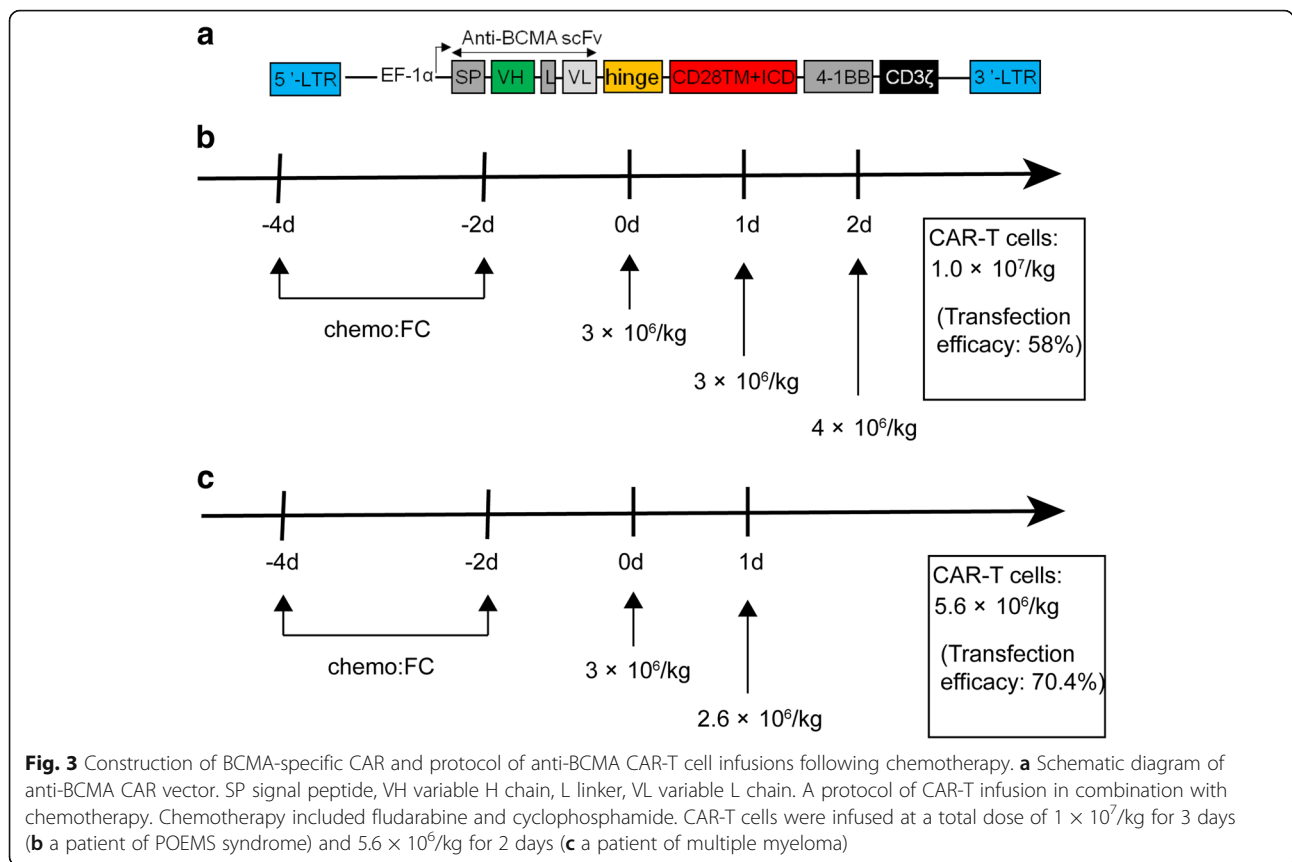 a
Anti-BCMA scFv
5 '-LTR EF-1α SP VH L VL hinge CD28TM+ICD 4-1BB CD3ζ 3 '-LTR
b
-4d -2d 0d 1d 2d
chemo:FC
3 × 10⁶/kg
3 × 10⁶/kg
4 × 10⁶/kg
CAR-T cells:
1.0 × 10⁷/kg
(Transfection
efficacy: 58%)
c
-4d -2d 0d 1d
chemo:FC
3 × 10⁶/kg
2.6 × 10⁶/kg
CAR-T cells:
5.6 × 10⁶/kg
(Transfection
efficacy: 70.4%)
Fig. 3 Construction of BCMA-specific CAR and protocol of anti-BCMA CAR-T cell infusions following chemotherapy. a Schematic diagram of
anti-BCMA CAR vector. SP signal peptide, VH variable H chain, L linker, VL variable L chain. A protocol of CAR-T infusion in combination with
chemotherapy. Chemotherapy included fludarabine and cyclophosphamide. CAR-T cells were infused at a total dose of 1 × 10⁷/kg for 3 days
(b a patient of POEMS syndrome) and 5.6 × 10⁶/kg for 2 days (c a patient of multiple myeloma)